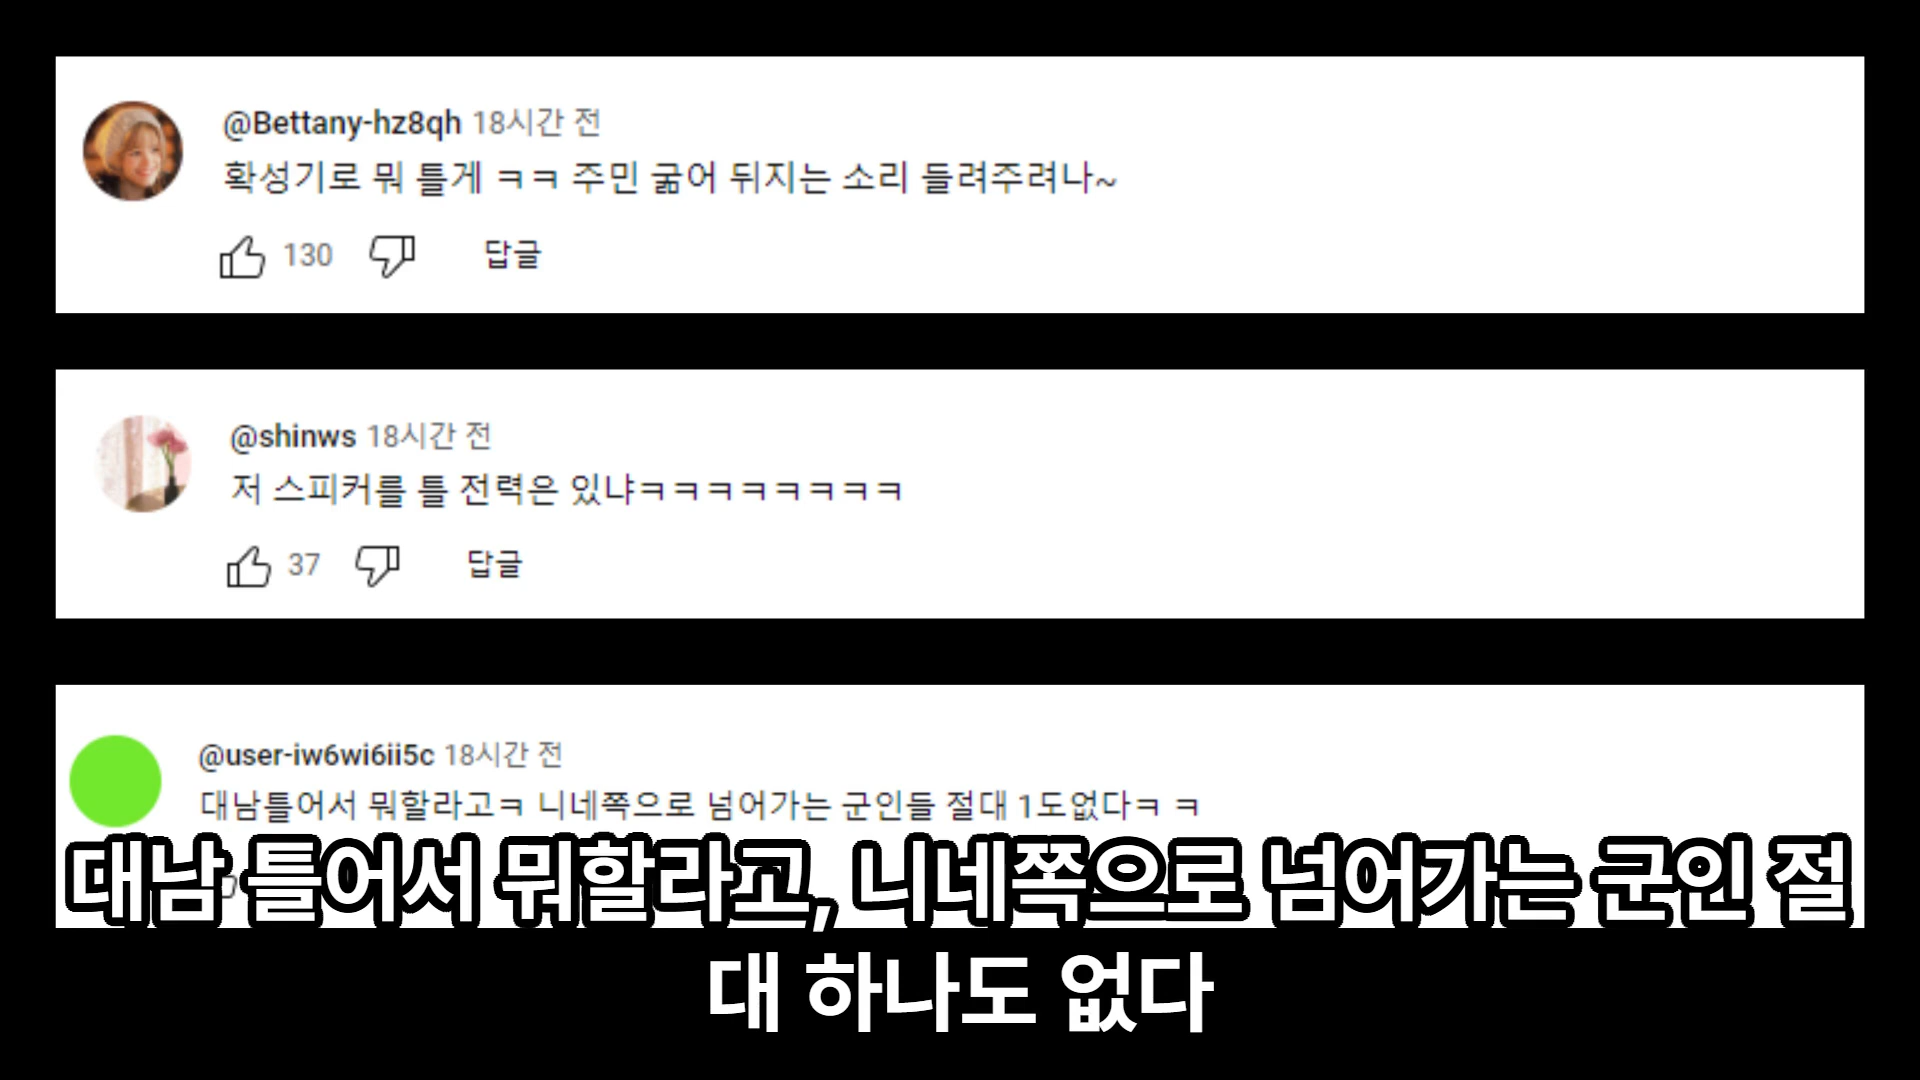 @Bettany-hz8qh 18시간 전
확성기로 뭐 틀게 ㅋㅋ 주민 굶어 뒤지는 소리 들려주려나~
130 답글
@shinws 18시간 전
저 스피커를 틀 전력은 있냐ㅋㅋㅋㅋㅋㅋㅋㅋ
37 답글
@user-iw6wi6ii5c 18시간 전
대남틀어서 뭐할라고ㅋ 니네쪽으로 넘어가는 군인들 절대 1도없다ㅋ ㅋ
대남 틀어서 뭐할라고, 니네쪽으로 넘어가는 군인 절
대 하나도 없다